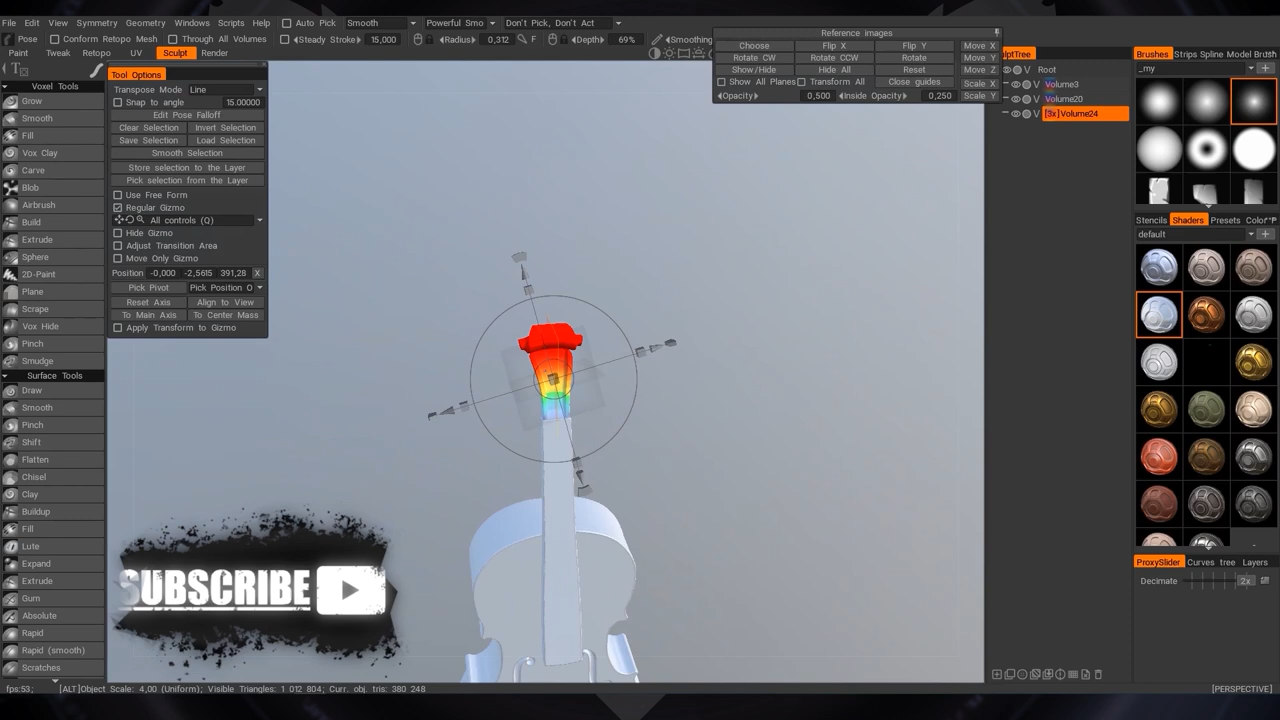 File Edit View Symmetry Geometry Windows Scripts Help Auto Pick Smooth Powerful Smo Don't Pick, Don't Act
Pose Conform Retopo Mesh Through All Volumes Steady Stroke 15,000 Radius 0,312 F Depth 69% Smoothing
Paint Tweak Retopo UV Sculpt Render
Reference images
Choose Flip X Flip Y Move X
Rotate CW Rotate CCW Rotate Move Y
Show/Hide Hide All Reset Move Z
Show All Planes Transform All Close guides Scale X
Opacity 0,500 Inside Opacity 0,250 Scale Y
Root
Volume3
Volume20
[3x]Volume24
Tool Options
Transpose Mode Line
Snap to angle 15.00000
Edit Pose Falloff
Clear Selection Invert Selection
Save Selection Load Selection
Smooth Selection
Store selection to the Layer
Pick selection from the Layer
Use Free Form
Regular Gizmo
All controls (Q)
Hide Gizmo
Adjust Transition Area
Move Only Gizmo
Position -0,000 -2,5615 391,28 X
Pick Pivot Pick Position O
Reset Axis Align to View
To Main Axis To Center Mass
Apply Transform to Gizmo
Voxel Tools
Grow
Smooth
Fill
Vox Clay
Carve
Blob
Airbrush
Build
Extrude
Sphere
2D-Paint
Plane
Scrape
Vox Hide
Pinch
Smudge
Surface Tools
Draw
Smooth
Pinch
Shift
Flatten
Chisel
Clay
Buildup
Fill
Lute
Expand
Extrude
Gum
Absolute
Rapid
Rapid (smooth)
Scratches
SUBSCRIBE
Brushes Strips Spline Model
_my
Stencils Shaders Presets Color
default
ProxySlider Curves tree Layers
Decimate 2x
fps:53; [ALT]Object Scale: 4,00 (Uniform); Visible Triangles: 1 012 804; Curr. obj. tris: 380 248 [PERSPECTIVE]